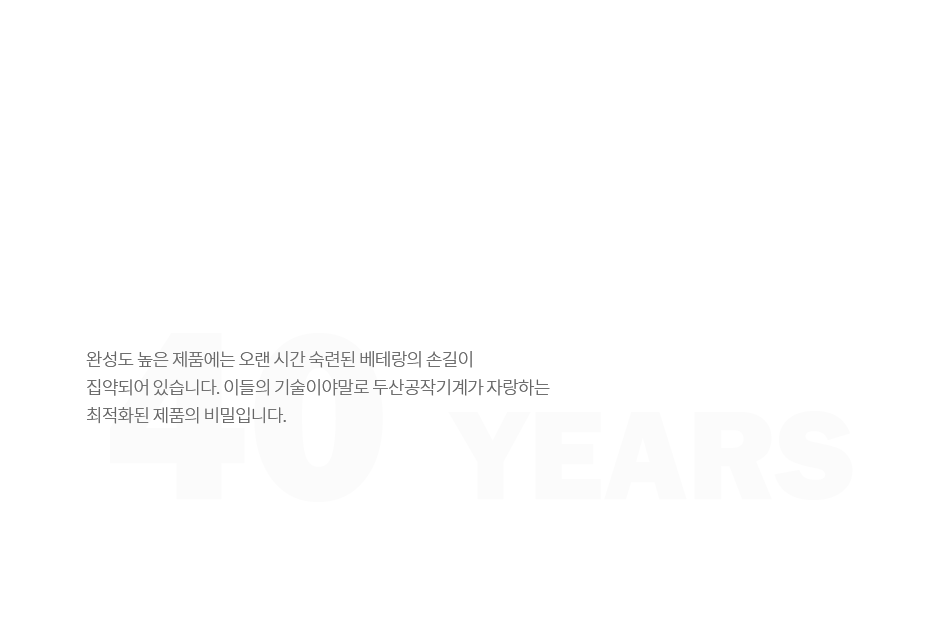 완성도 높은 제품에는 오랜 시간 숙련된 베테랑의 손길이
집약되어 있습니다. 이들의 기술이야말로 두산공작기계가 자랑하는
최적화된 제품의 비밀입니다.
40 YEARS